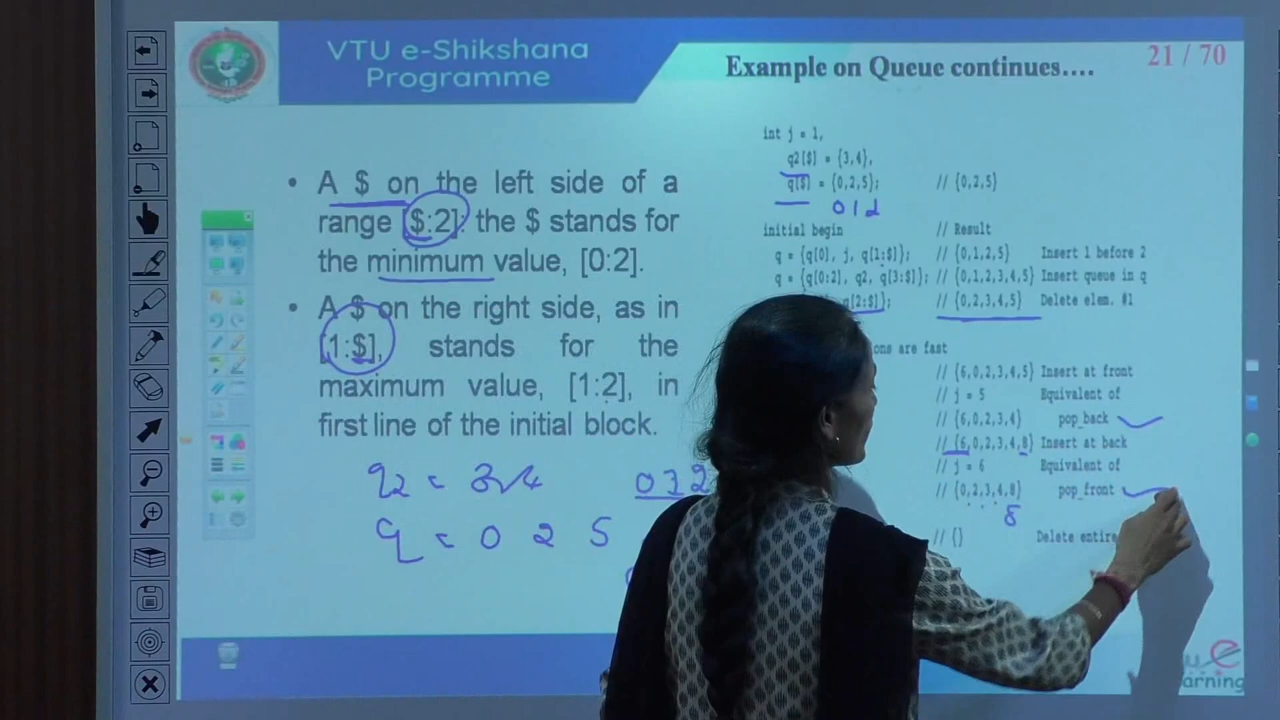 VTU e-Shikshana
Programme
Example on Queue continues....
21 / 70
• A $ on the left side of a
range [$:2]: the $ stands for
the minimum value, [0:2].
• A $ on the right side, as in
[1:$], stands for the
maximum value, [1:2], in
first line of the initial block.
q2 = 3,4
q = 0 2 5
int j = 1,
q2[$] = {3,4},
q[$] = {0,2,5}; // {0,2,5}
0 1 2
initial begin // Result
q = {q[0], j, q[1:$]}; // {0,1,2,5} Insert 1 before 2
q = {q[0:2], q2, q[3:$]}; // {0,1,2,3,4,5} Insert queue in q
q[2:$]}; // {0,2,3,4,5} Delete elem. #1
are fast
// {6,0,2,3,4,5} Insert at front
// j = 5 Equivalent of
// {6,0,2,3,4} pop_back
// {6,0,2,3,4,8} Insert at back
// j = 6 Equivalent of
// {0,2,3,4,8} pop_front
8
// {} Delete entire